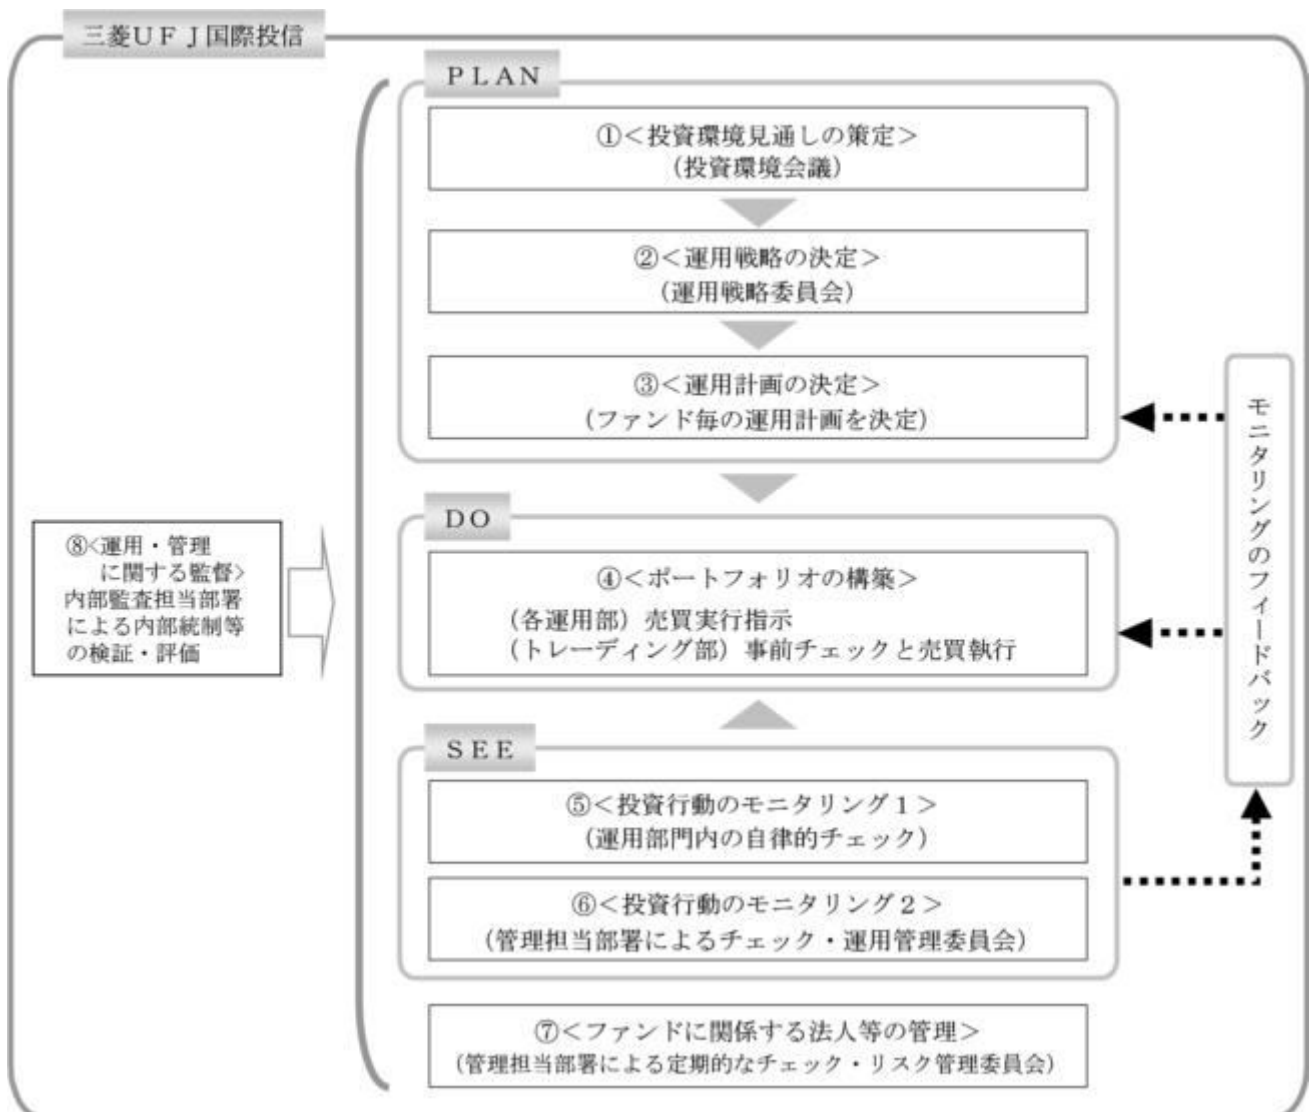 三菱ＵＦＪ国際投信
ＰＬＡＮ
①＜投資環境見通しの策定＞
（投資環境会議）
②＜運用戦略の決定＞
（運用戦略委員会）
③＜運用計画の決定＞
（ファンド毎の運用計画を決定）
ＤＯ
④＜ポートフォリオの構築＞
（各運用部）売買実行指示
（トレーディング部）事前チェックと売買執行
ＳＥＥ
⑤＜投資行動のモニタリング１＞
（運用部門内の自律的チェック）
⑥＜投資行動のモニタリング２＞
（管理担当部署によるチェック・運用管理委員会）
⑦＜ファンドに関係する法人等の管理＞
（管理担当部署による定期的なチェック・リスク管理委員会）
⑧<運用・管理
に関する監督>
内部監査担当部署
による内部統制等
の検証・評価
モニタリングのフィードバック